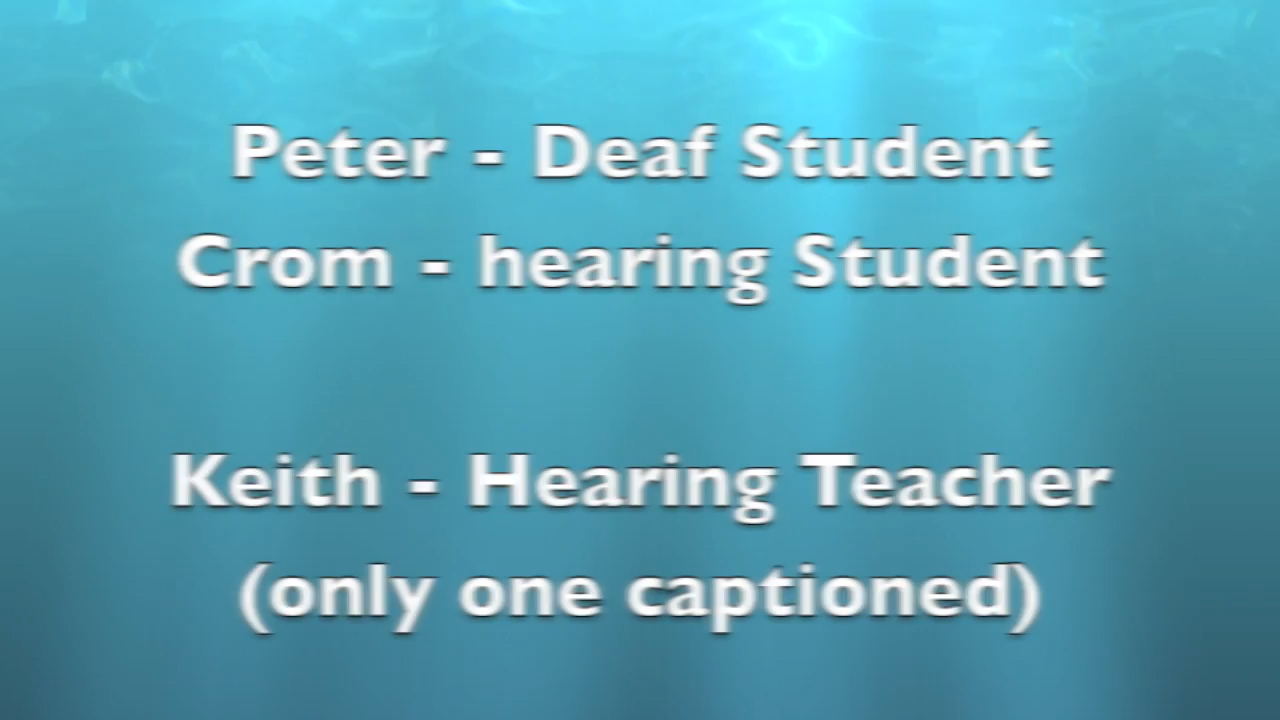 Peter - Deaf Student
Crom - hearing Student
Keith - Hearing Teacher
(only one captioned)